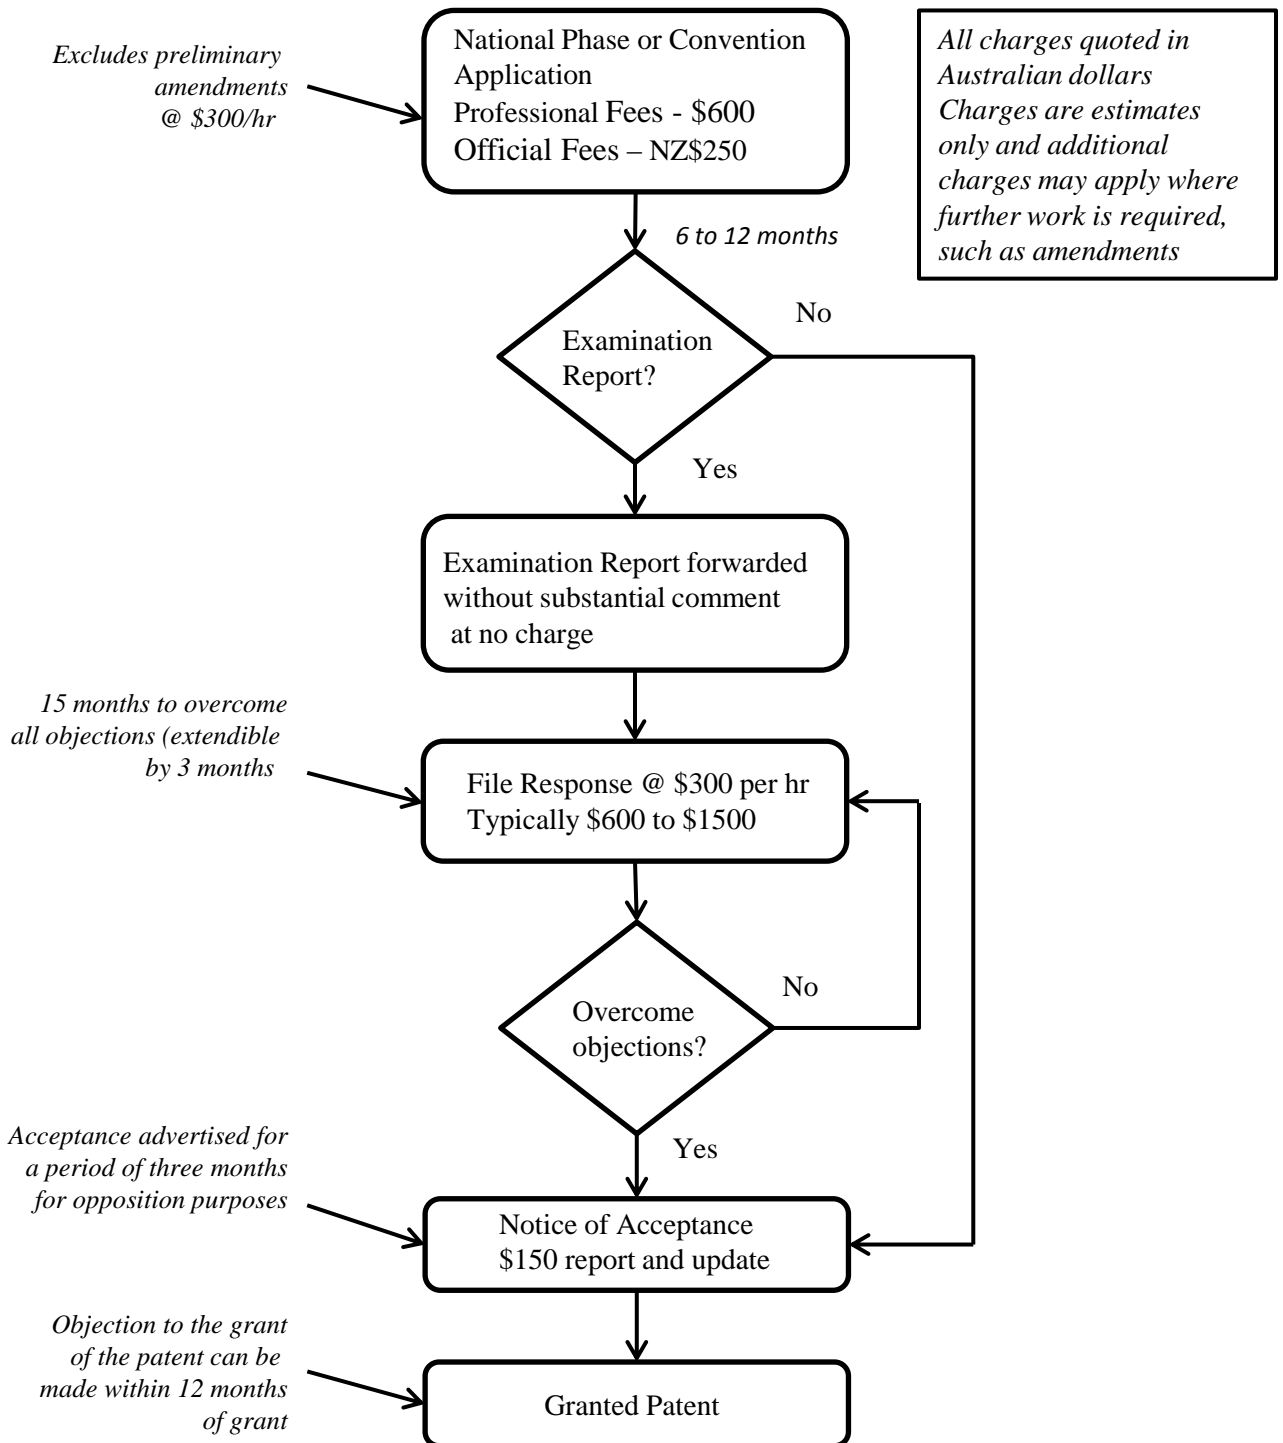 Excludes preliminary
amendments
@ $300/hr
National Phase or Convention
Application
Professional Fees - $600
Official Fees – NZ$250
All charges quoted in
Australian dollars
Charges are estimates
only and additional
charges may apply where
further work is required,
such as amendments
6 to 12 months
No
Examination
Report?
Yes
Examination Report forwarded
without substantial comment
at no charge
15 months to overcome
all objections (extendible
by 3 months
File Response @ $300 per hr
Typically $600 to $1500
No
Overcome
objections?
Yes
Acceptance advertised for
a period of three months
for opposition purposes
Notice of Acceptance
$150 report and update
Objection to the grant
of the patent can be
made within 12 months
of grant
Granted Patent